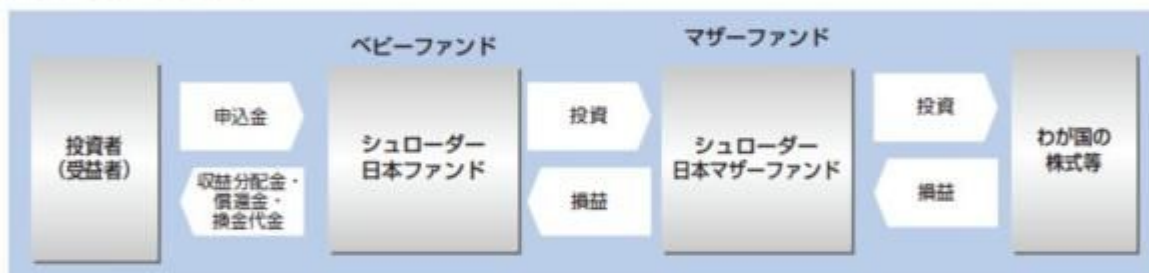 ベビーファンド
マザーファンド
投資者
(受益者)
申込金
収益分配金・
償還金・
換金代金
シュローダー
日本ファンド
投資
損益
シュローダー
日本マザーファンド
投資
損益
わが国の
株式等